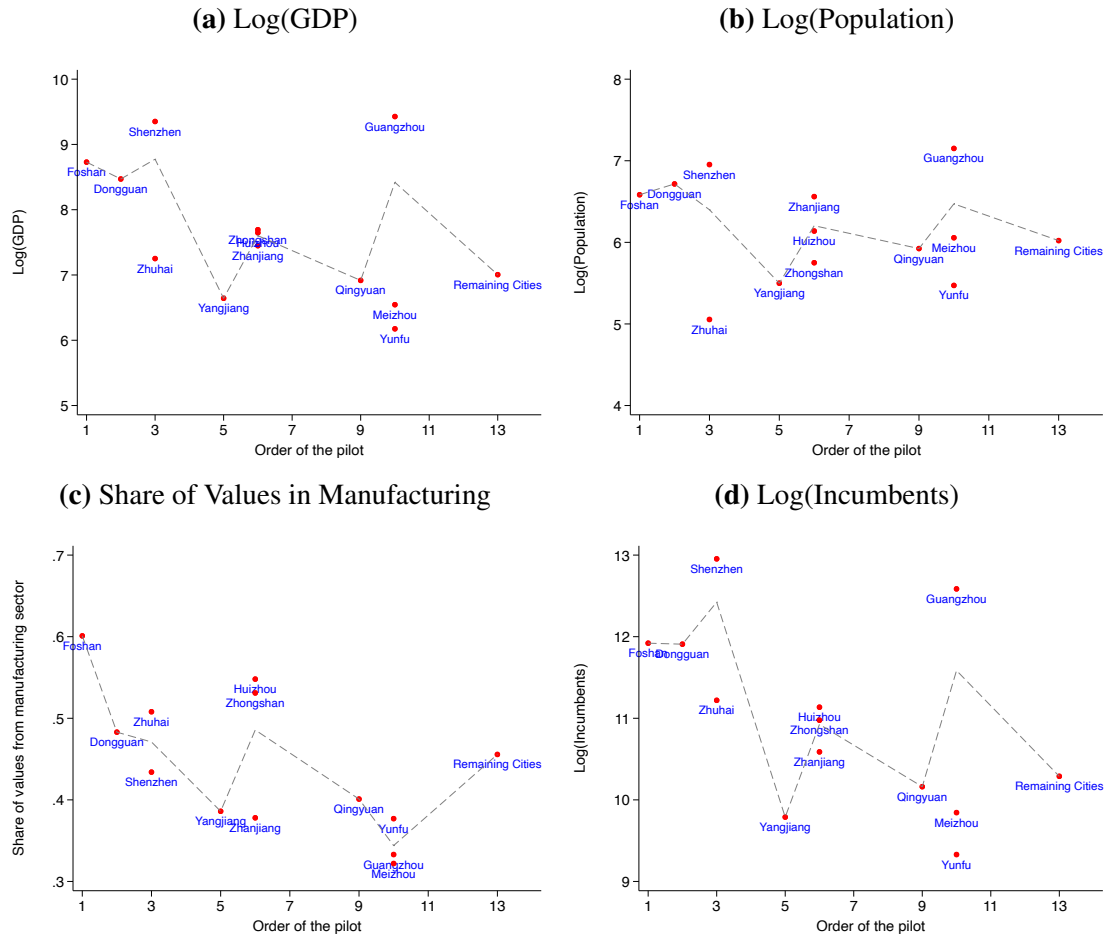 (a) Log(GDP)
10
9
8
7
6
5
Log(GDP)
Shenzhen
Guangzhou
Foshan
Dongguan
Zhongshan
Huizhou
Zhanjiang
Zhuhai
Qingyuan
Remaining Cities
Yangjiang
Meizhou
Yunfu
1 3 5 7 9 11 13
Order of the pilot
(b) Log(Population)
8
7
6
5
4
Log(Population)
Guangzhou
Shenzhen
Dongguan
Foshan
Zhanjiang
Huizhou
Meizhou
Remaining Cities
Qingyuan
Zhongshan
Yangjiang
Yunfu
Zhuhai
1 3 5 7 9 11 13
Order of the pilot
(c) Share of Values in Manufacturing
.7
.6
.5
.4
.3
Share of values from manufacturing sector
Foshan
Huizhou
Zhongshan
Zhuhai
Dongguan
Remaining Cities
Shenzhen
Qingyuan
Yangjiang
Zhanjiang
Yunfu
Guangzhou
Meizhou
1 3 5 7 9 11 13
Order of the pilot
(d) Log(Incumbents)
13
12
11
10
9
Log(Incumbents)
Shenzhen
Guangzhou
Foshan
Dongguan
Zhuhai
Huizhou
Zhongshan
Zhanjiang
Remaining Cities
Qingyuan
Yangjiang
Meizhou
Yunfu
1 3 5 7 9 11 13
Order of the pilot